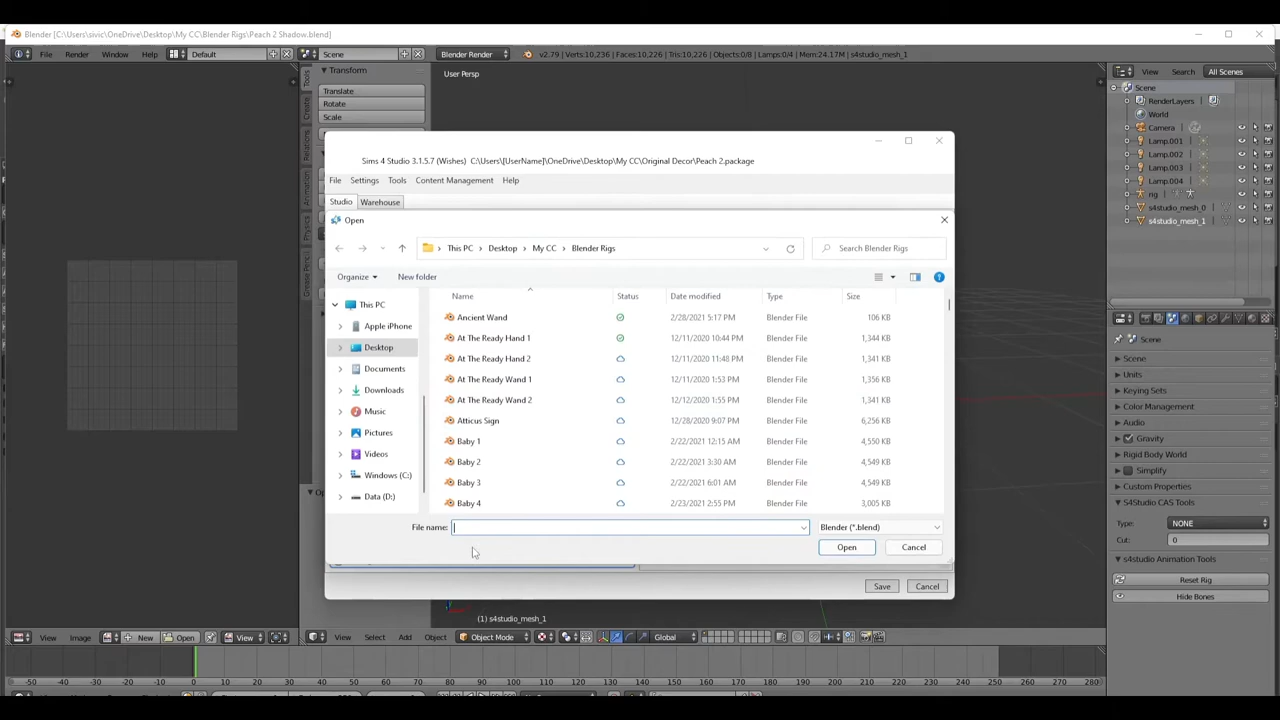 Blender [C:\Users\sivic\OneDrive\Desktop\My CC\Blender Rigs\Peach 2 Shadow.blend]
File Render Window Help Default Scene Blender Render v2.79 | Verts:10,236 | Faces:10,226 | Tris:10,226 | Objects:0/8 | Lamps:0/4 | Mem:24.17M | s4studio_mesh_1
View Search All Scenes
Transform
User Persp
Translate
Rotate
Scale
Tools
Create
Relations
Animation
Physics
Grease Pencil
Scene
RenderLayers
World
Camera
Lamp.001
Lamp.002
Lamp.003
Lamp.004
rig
s4studio_mesh_0
s4studio_mesh_1
Sims 4 Studio 3.1.5.7 (Wishes) C:\Users\[UserName]\OneDrive\Desktop\My CC\Original Decor\Peach 2.package
File Settings Tools Content Management Help
Studio Warehouse
Open
This PC > Desktop > My CC > Blender Rigs
Search Blender Rigs
Organize New folder
Name Status Date modified Type Size
This PC
Apple iPhone
Desktop
Documents
Downloads
Music
Pictures
Videos
Windows (C:)
Data (D:)
Ancient Wand 2/28/2021 5:17 PM Blender File 106 KB
At The Ready Hand 1 12/11/2020 10:44 PM Blender File 1,344 KB
At The Ready Hand 2 12/11/2020 11:48 PM Blender File 1,341 KB
At The Ready Wand 1 12/11/2020 1:53 PM Blender File 1,356 KB
At The Ready Wand 2 12/12/2020 1:55 PM Blender File 1,341 KB
Atticus Sign 12/28/2020 9:07 PM Blender File 6,256 KB
Baby 1 2/22/2021 12:15 AM Blender File 4,550 KB
Baby 2 2/22/2021 3:30 AM Blender File 4,549 KB
Baby 3 2/22/2021 6:01 AM Blender File 4,549 KB
Baby 4 2/23/2021 2:55 PM Blender File 3,005 KB
File name: Blender (*.blend)
Open Cancel
Save Cancel
Scene
Scene
Units
Keying Sets
Color Management
Audio
Gravity
Rigid Body World
Simplify
Custom Properties
S4Studio CAS Tools
Type: NONE
Cut: 0
s4studio Animation Tools
Reset Rig
Hide Bones
(1) s4studio_mesh_1
View Image New Open View
View Select Add Object Object Mode Global
-50 -40 -30 -20 -10 0 10 20 30 40 50 60 70 80 90 100 110 120 130 140 150 160 170 180 190 200 210 220 230 240 250 260 270 280